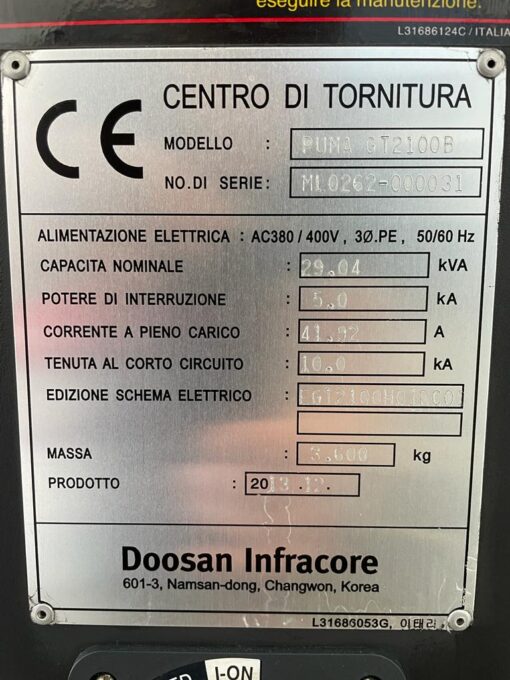 eseguire la manutenzione.
L31686124C / ITALIA
CE CENTRO DI TORNITURA
MODELLO : PUMA GT2100B
NO.DI SERIE: ML0262-000031
ALIMENTAZIONE ELETTRICA : AC380 / 400V , 3Ø.PE , 50/60 Hz
CAPACITA NOMINALE : 29.04 kVA
POTERE DI INTERRUZIONE : 5.0 kA
CORRENTE A PIENO CARICO : 41.92 A
TENUTA AL CORTO CIRCUITO : 10.0 kA
EDIZIONE SCHEMA ELETTRICO :
MASSA : 3,600 kg
PRODOTTO : 2013.12.
Doosan Infracore
601-3, Namsan-dong, Changwon, Korea
L31686053G, 이태리.
I-ON